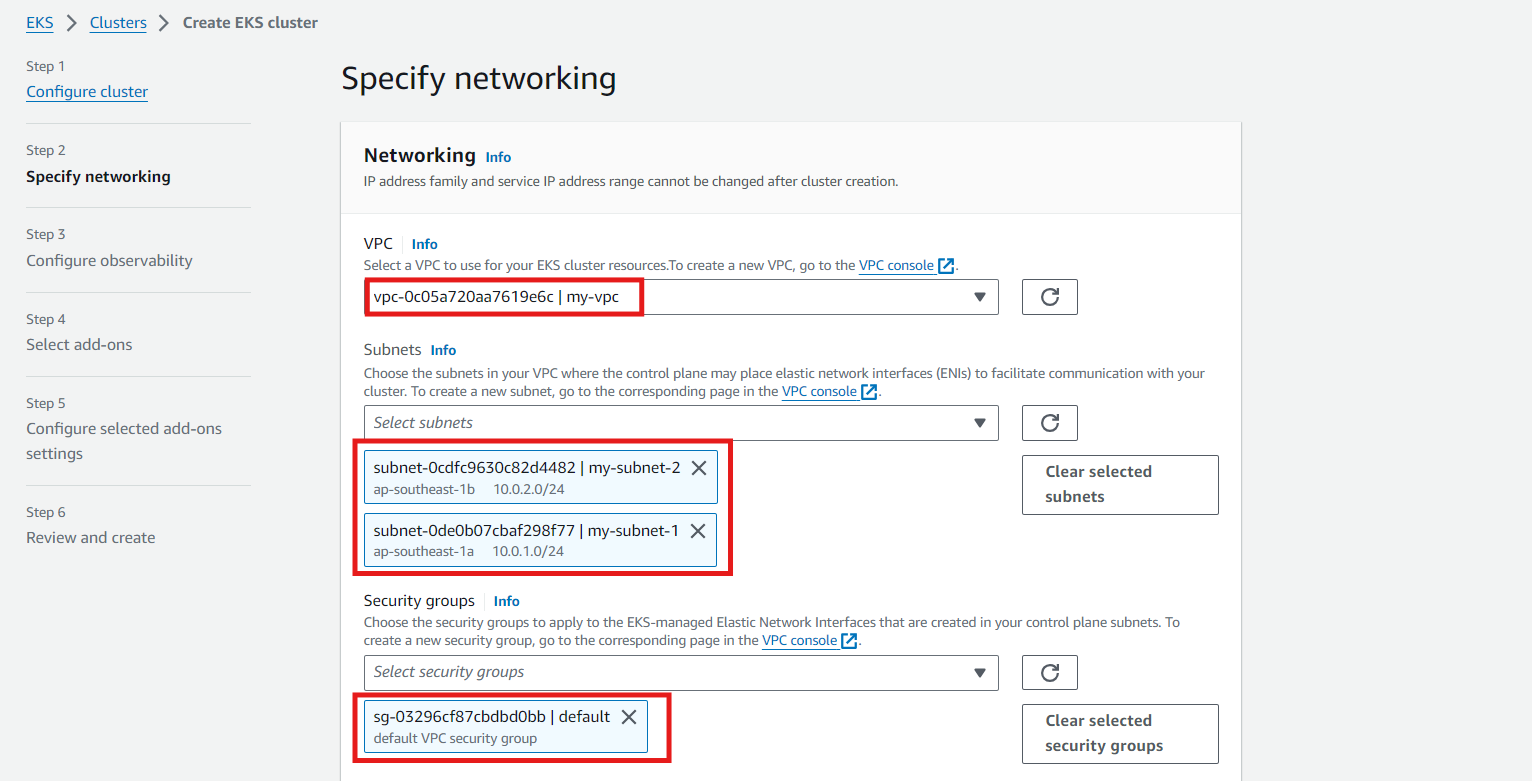 EKS > Clusters > Create EKS cluster
Step 1
Configure cluster
Step 2
Specify networking
Step 3
Configure observability
Step 4
Select add-ons
Step 5
Configure selected add-ons
settings
Step 6
Review and create
Specify networking
Networking Info
IP address family and service IP address range cannot be changed after cluster creation.
VPC | Info
Select a VPC to use for your EKS cluster resources.To create a new VPC, go to the VPC console.
vpc-0c05a720aa7619e6c | my-vpc
Subnets Info
Choose the subnets in your VPC where the control plane may place elastic network interfaces (ENIs) to facilitate communication with your
cluster. To create a new subnet, go to the corresponding page in the VPC console.
Select subnets
subnet-0cdfc9630c82d4482 | my-subnet-2
ap-southeast-1b 10.0.2.0/24
Clear selected
subnets
subnet-0de0b07cbaf298f77 | my-subnet-1
ap-southeast-1a 10.0.1.0/24
Security groups | Info
Choose the security groups to apply to the EKS-managed Elastic Network Interfaces that are created in your control plane subnets. To
create a new security group, go to the corresponding page in the VPC console.
Select security groups
sg-03296cf87cbdbd0bb | default
default VPC security group
Clear selected
security groups